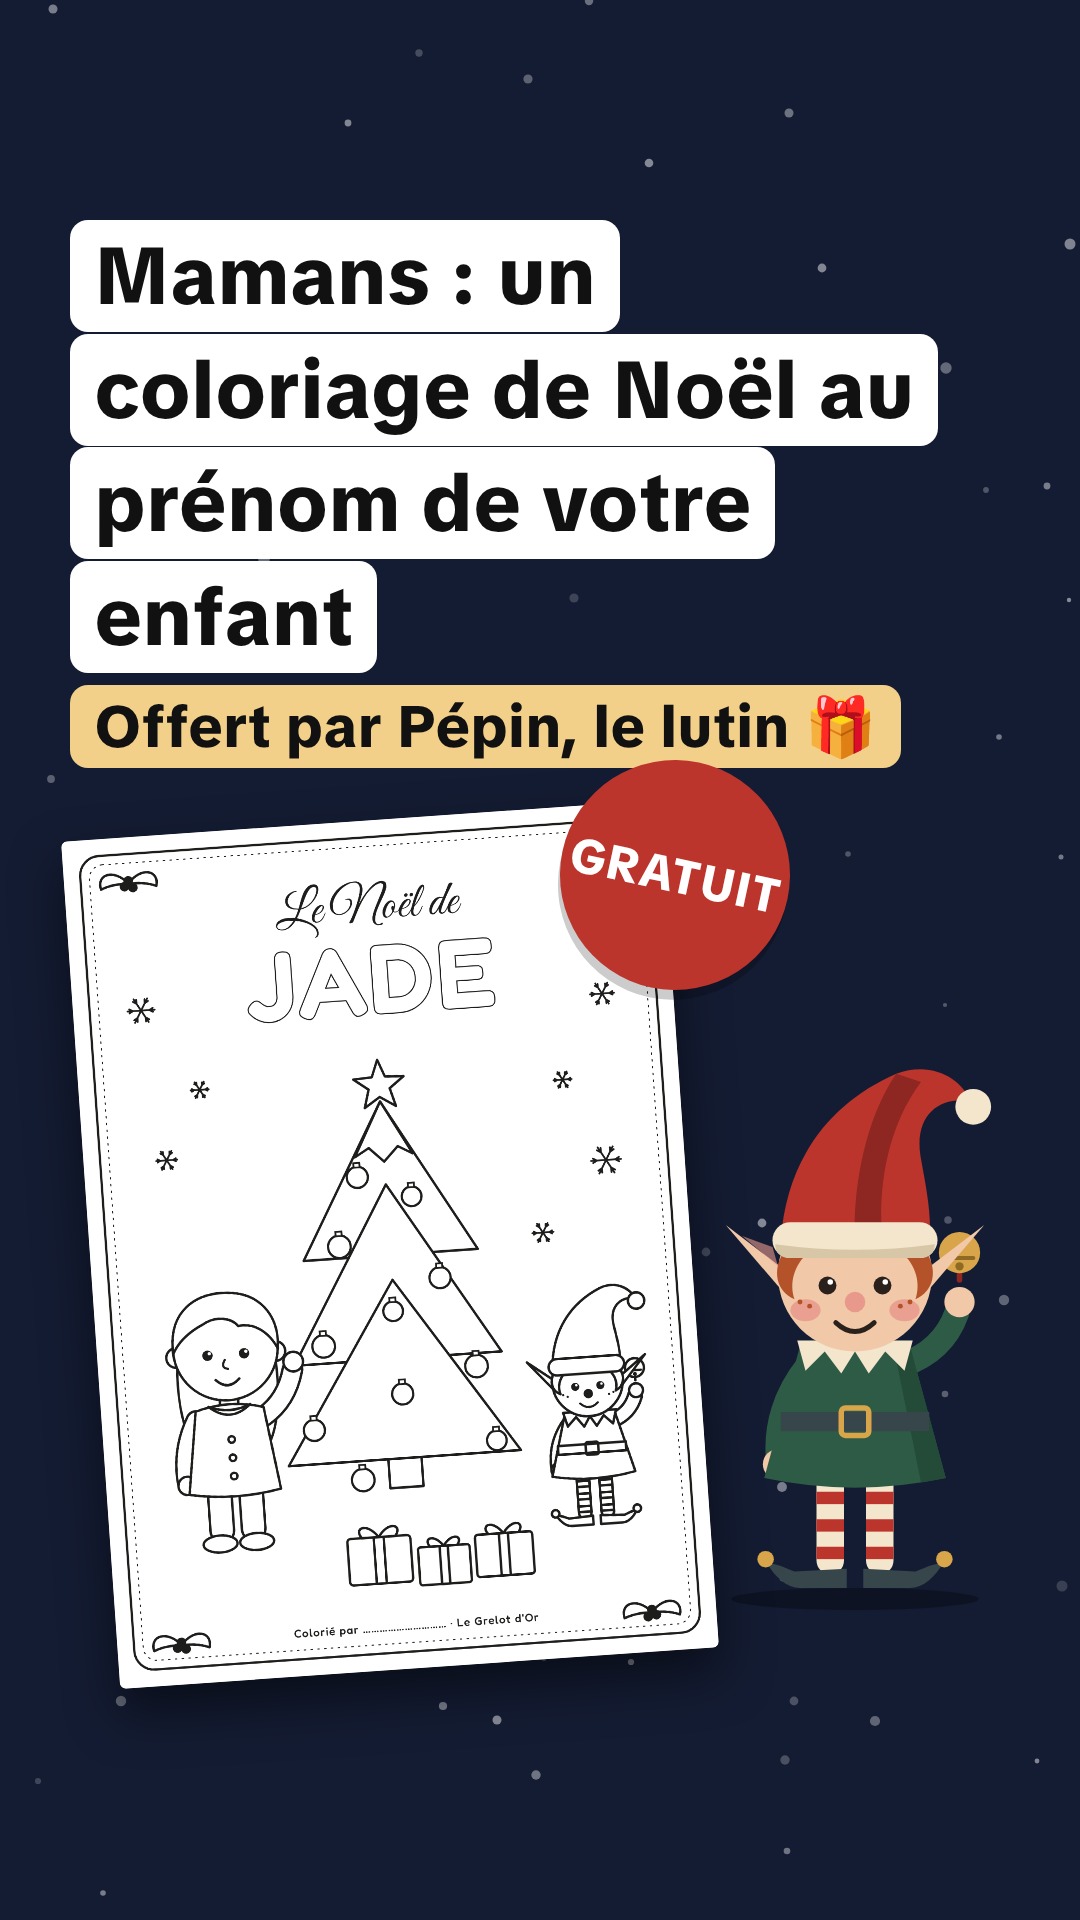 Mamans : un
coloriage de Noël au
prénom de votre
enfant
Offert par Pépin, le lutin 🎁
GRATUIT
Le Noël de
JADE
Colorié par .............................. · Le Grelot d'Or